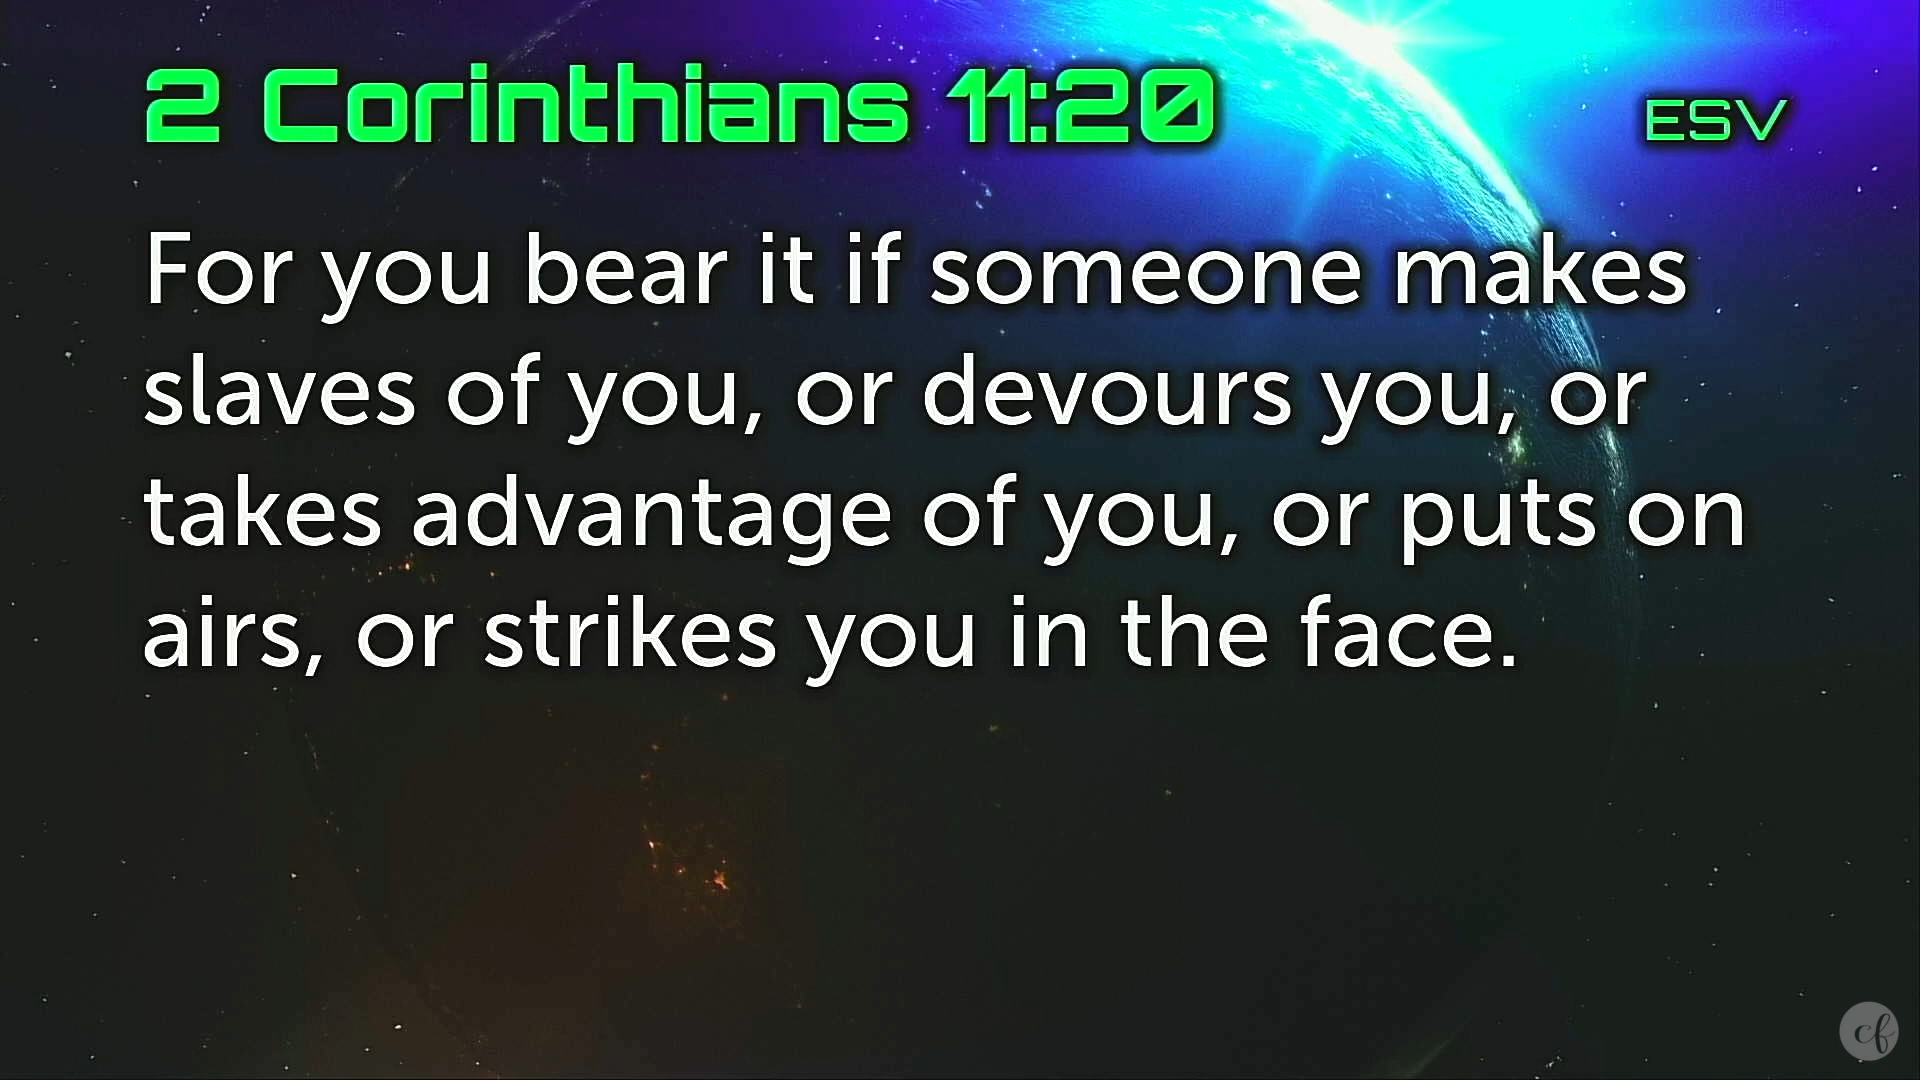 2 Corinthians 11:20
ESV
For you bear it if someone makes
slaves of you, or devours you, or
takes advantage of you, or puts on
airs, or strikes you in the face.
cf